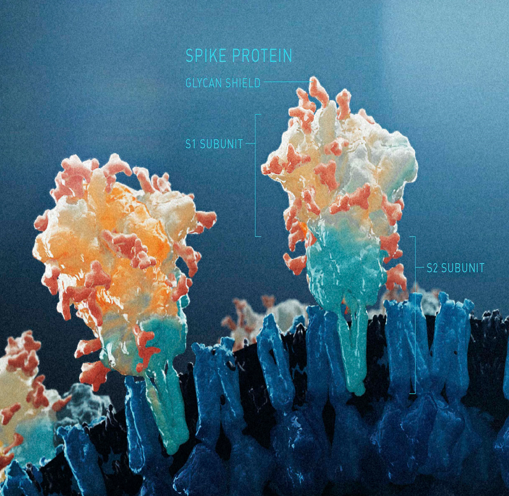 SPIKE PROTEIN
GLYCAN SHIELD
S1 SUBUNIT
S2 SUBUNIT